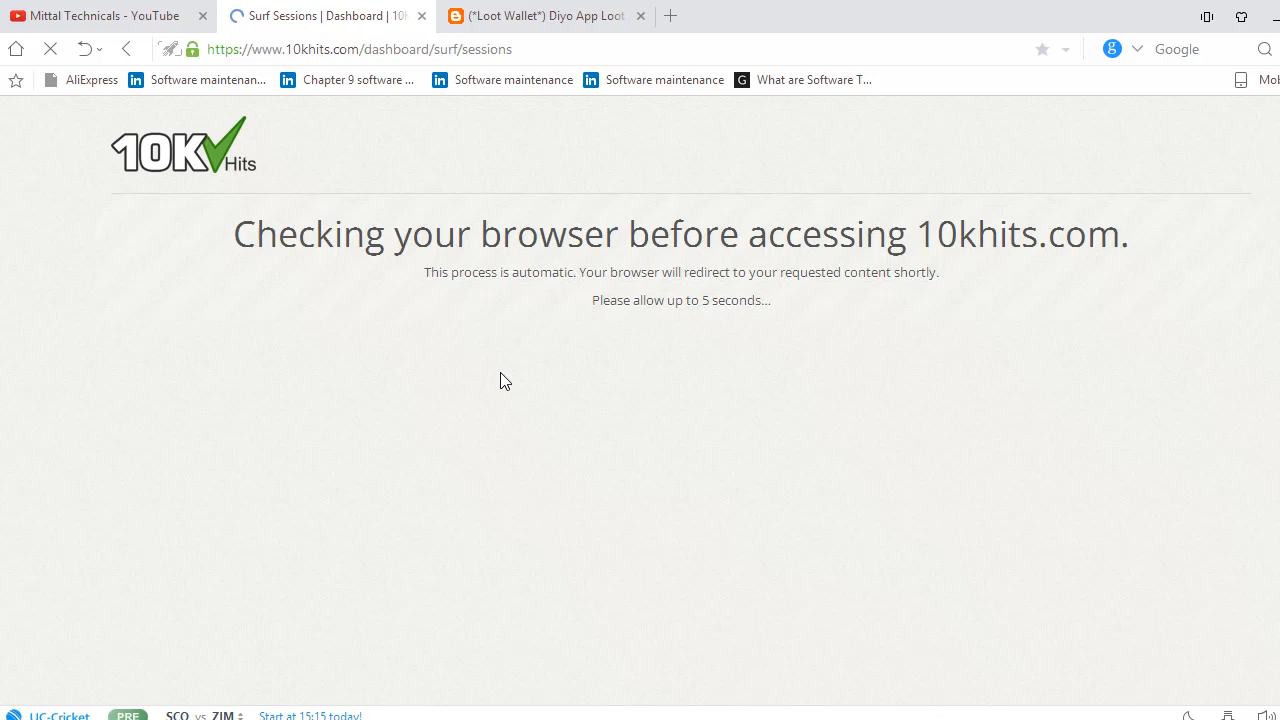 Mittal Technicals - YouTube
Surf Sessions | Dashboard | 10
(*Loot Wallet*) Diyo App Loot
https://www.10khits.com/dashboard/surf/sessions
Google
AliExpress
Software maintenan...
Chapter 9 software ...
Software maintenance
Software maintenance
What are Software T...
Mob
10K Hits
Checking your browser before accessing 10khits.com.
This process is automatic. Your browser will redirect to your requested content shortly.
Please allow up to 5 seconds...
UC-Cricket PRE SCO vs ZIM Start at 15:15 today!